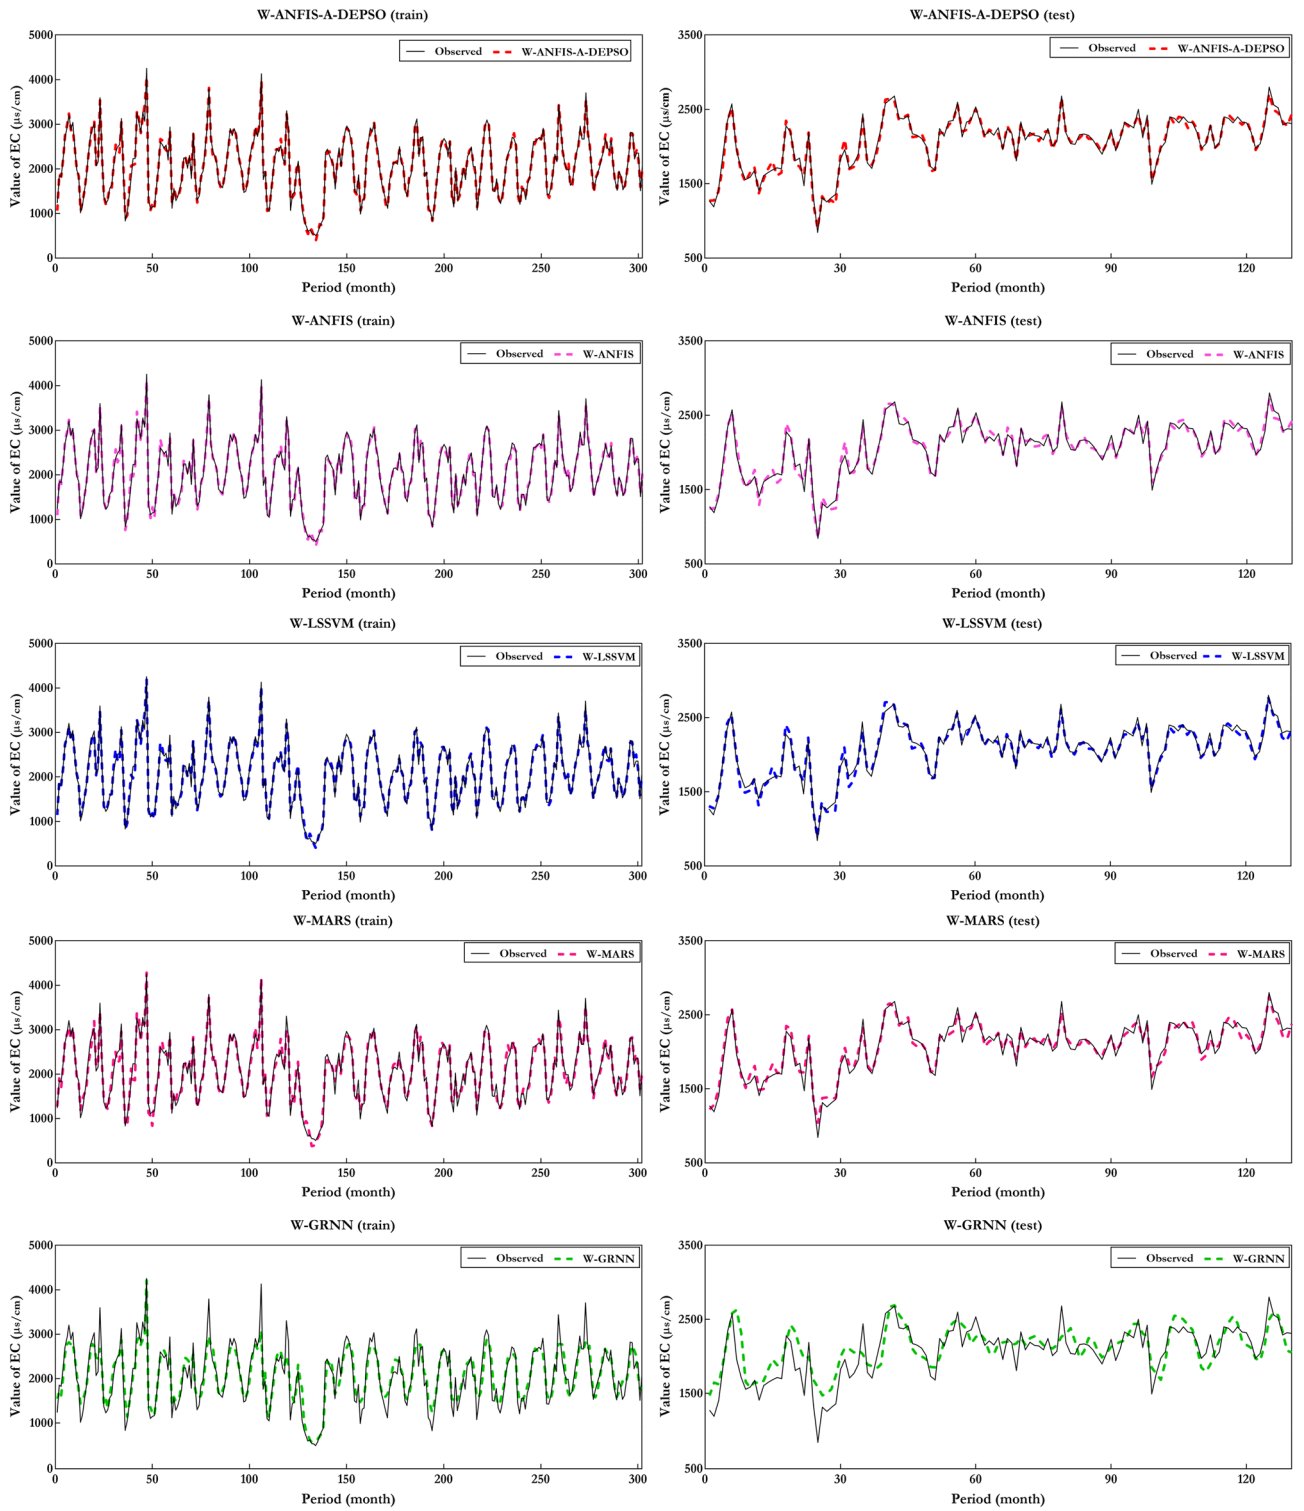 W-ANFIS-A-DEPSO (train)
5000
4000
3000
2000
1000
0
Value of EC (μs/cm)
Observed W-ANFIS-A-DEPSO
0 50 100 150 200 250 300
Period (month)
W-ANFIS-A-DEPSO (test)
3500
2500
1500
500
Value of EC (μs/cm)
Observed W-ANFIS-A-DEPSO
0 30 60 90 120
Period (month)
W-ANFIS (train)
5000
4000
3000
2000
1000
0
Value of EC (μs/cm)
Observed W-ANFIS
0 50 100 150 200 250 300
Period (month)
W-ANFIS (test)
3500
2500
1500
500
Value of EC (μs/cm)
Observed W-ANFIS
0 30 60 90 120
Period (month)
W-LSSVM (train)
5000
4000
3000
2000
1000
0
Value of EC (μs/cm)
Observed W-LSSVM
0 50 100 150 200 250 300
Period (month)
W-LSSVM (test)
3500
2500
1500
500
Value of EC (μs/cm)
Observed W-LSSVM
0 30 60 90 120
Period (month)
W-MARS (train)
5000
4000
3000
2000
1000
0
Value of EC (μs/cm)
Observed W-MARS
0 50 100 150 200 250 300
Period (month)
W-MARS (test)
3500
2500
1500
500
Value of EC (μs/cm)
Observed W-MARS
0 30 60 90 120
Period (month)
W-GRNN (train)
5000
4000
3000
2000
1000
0
Value of EC (μs/cm)
Observed W-GRNN
0 50 100 150 200 250 300
Period (month)
W-GRNN (test)
3500
2500
1500
500
Value of EC (μs/cm)
Observed W-GRNN
0 30 60 90 120
Period (month)